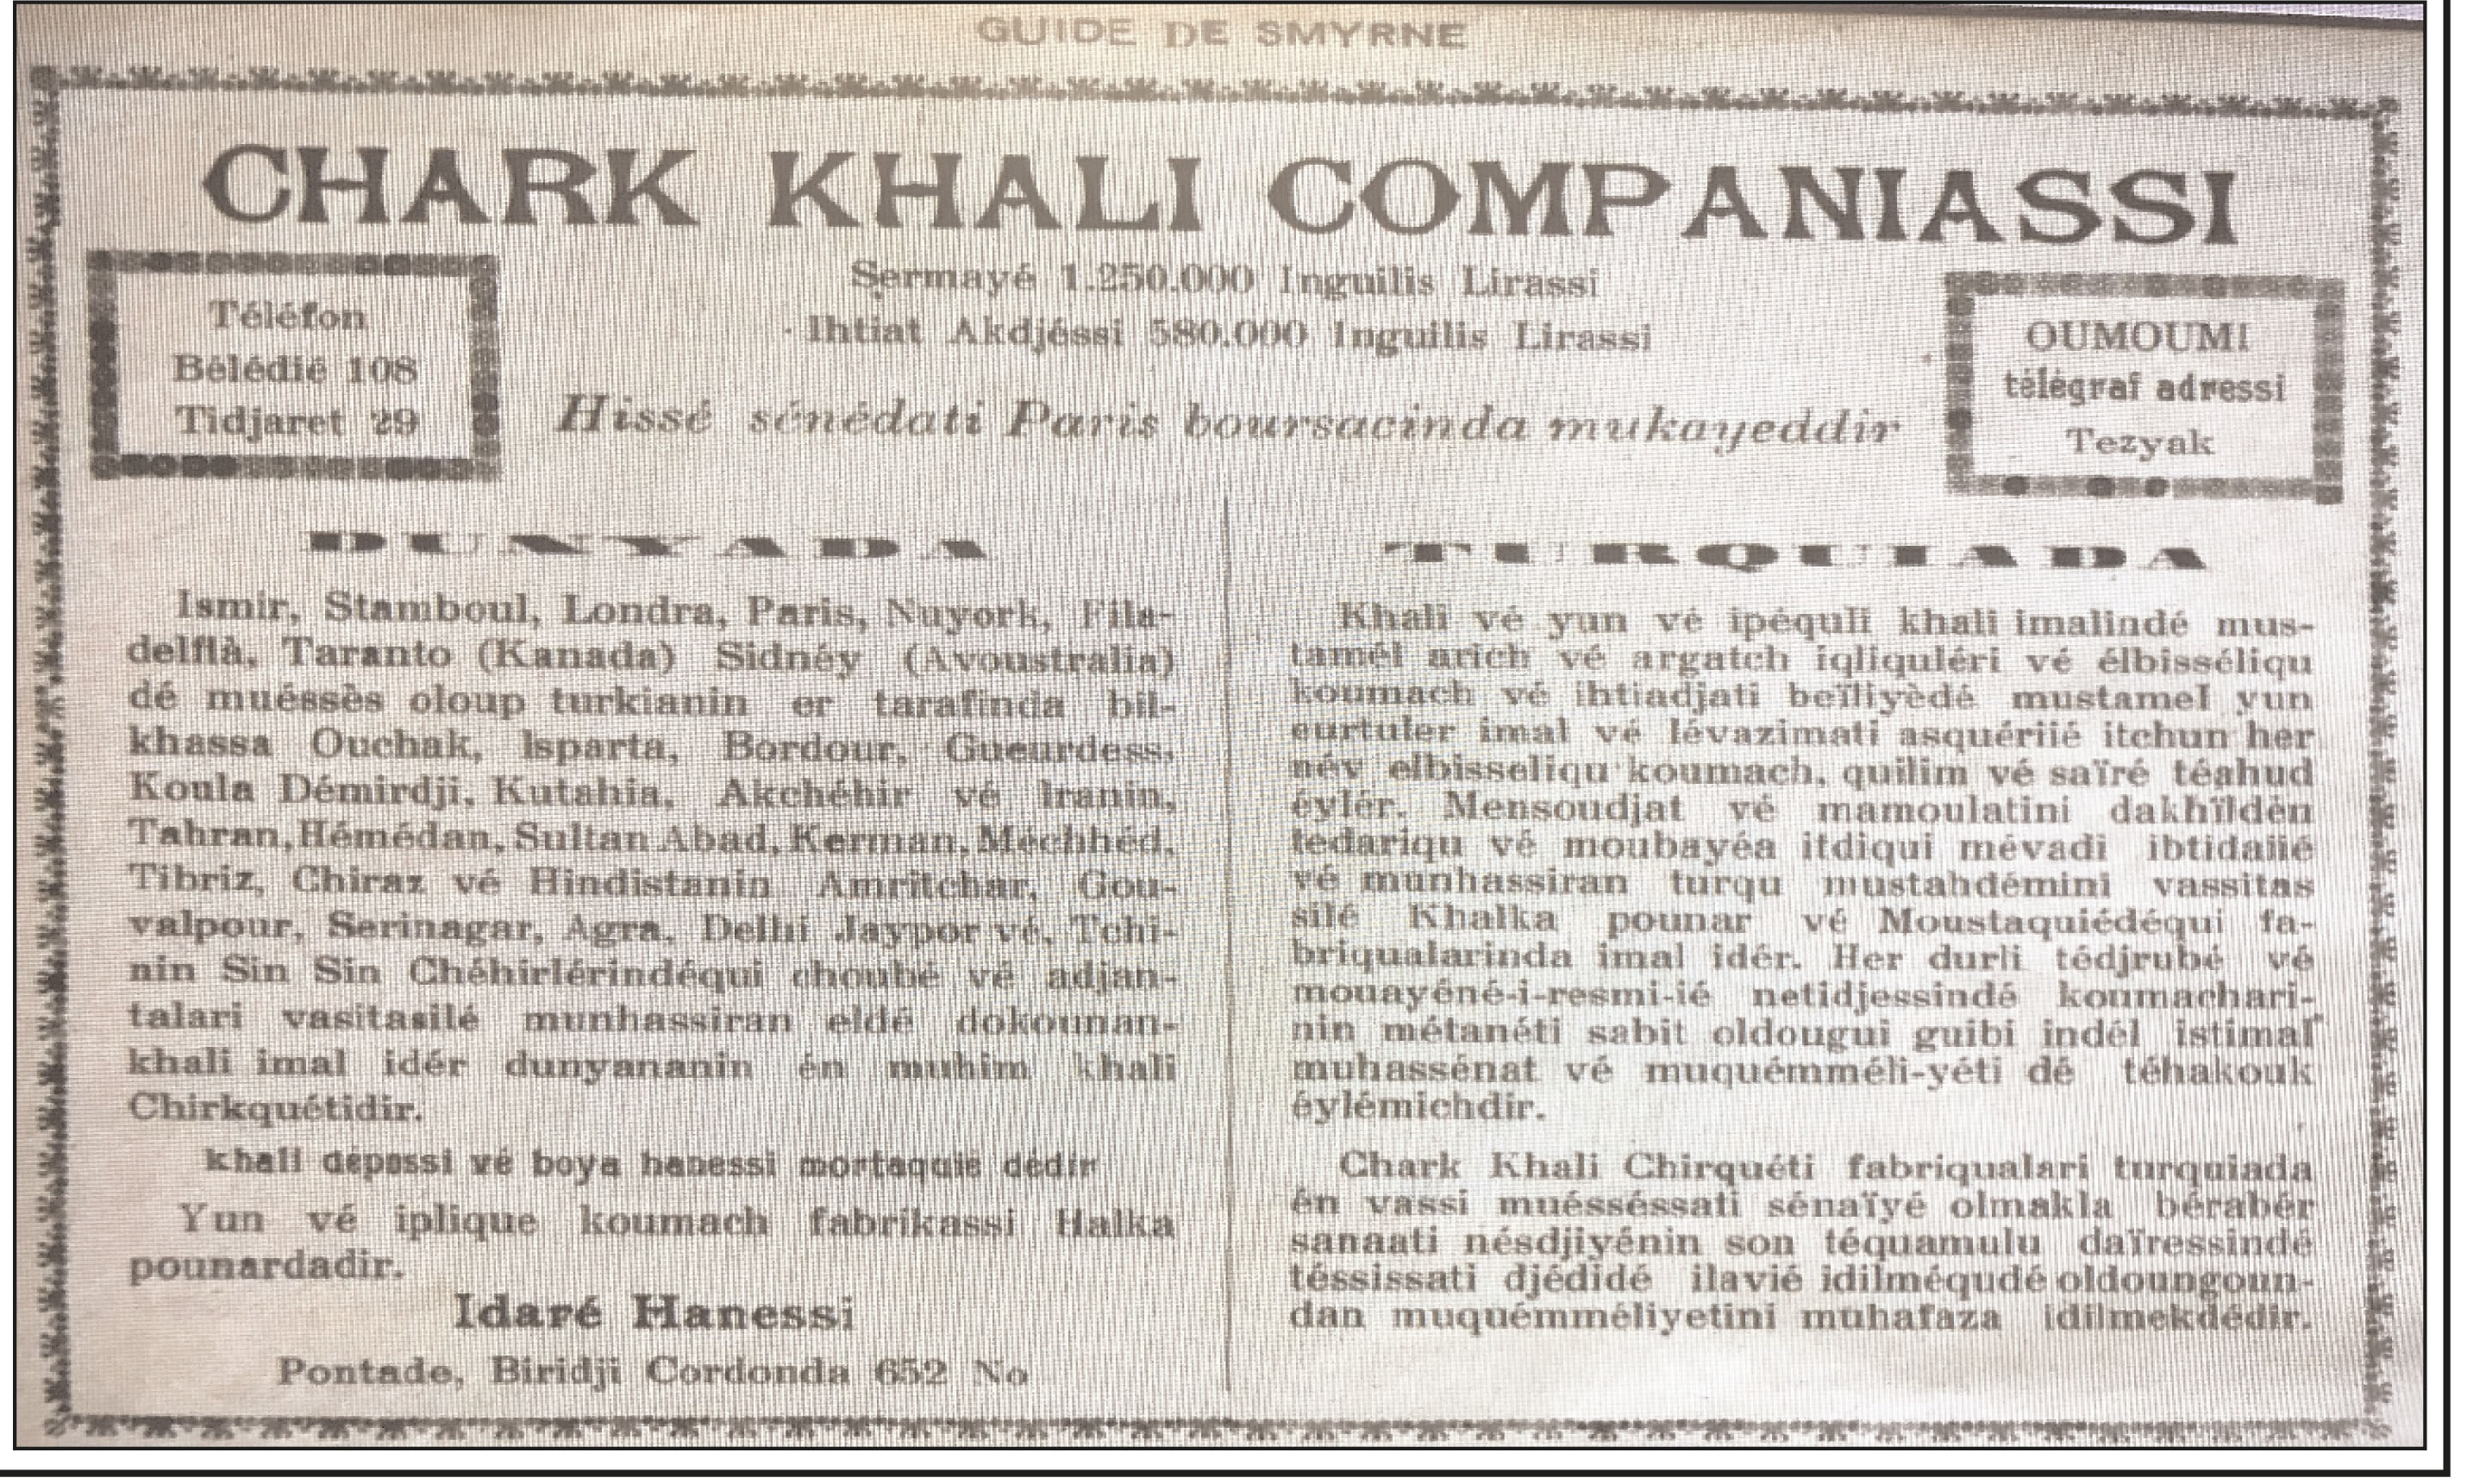 GUIDE DE SMYRNE
CHARK KHALI COMPANIASSI
Sermayé 1.250.000 Inguilis Lirassi
Ihtiat Akdjéssi 580.000 Inguilis Lirassi
Hissé sénédati Paris boursacinda mukayeddir
Téléfon
Bélédié 108
Tidjaret 29
OUMOUMI
télégraf adressi
Tezyak
DUNYADA
Ismir, Stamboul, Londra, Paris, Nuyork, Fila-
delfià, Taranto (Kanada) Sidnéy (Avoustralia)
dé muéssès oloup turkianin er tarafinda bil-
khassa Ouchak, Isparta, Bordour, Gueurdess,
Koula Démirdji, Kutahia, Akchéhir vé Iranin,
Tahran, Hémédan, Sultan Abad, Kerman, Méchhéd,
Tibriz, Chiraz vé Hindistanin Amritchar, Gou-
valpour, Serinagar, Agra, Delhi Jaypor vé, Tchi-
nin Sin Sin Chéhirlérindéqui choubé vé adjan-
talari vasitasilé munhassiran eldé dokounan-
khali imal idér dunyananin én muhim khali
Chirkquétidir.
khali dépossi vé boya hanessi mortaquié dédir
Yun vé iplique koumach fabrikassi Halka
pounardadir.
Idaré Hanessi
Pontade, Biridji Cordonda 652 No
TURQUIADA
Khali vé yun vé ipéquli khali imalindé mus-
tamél arich vé argatch iqliquléri vé élbisséliqu
koumach vé ihtiadjati beïliyèdé mustamel yun
eurtuler imal vé lévazimati asquériié itchun her
név elbisseliqu koumach, quilim vé saïré téahud
éylér. Mensoudjat vé mamoulatini dakhïldèn
tedariqu vé moubayéa itdiqui mévadi ibtidaiié
vé munhassiran turqu mustahdémini vassitas
silé Khalka pounar vé Moustaquiédéqui fa-
briqualarinda imal idér. Her durli tédjrubé vé
mouayéné-i-resmi-ié netidjessindé koumachari-
nin métanéti sabit oldougui guibi indél istimal
muhassénat vé muquémméli-yéti dé téhakouk
éylémichdir.
Chark Khali Chirquéti fabriqualari turquiada
én vassi muésséssati sénaïyé olmakla bérabér
sanaati nésdjiyénin son téquamulu daïressindé
téssissati djédidé ilavié idilméqudé oldoungoun-
dan muquémméliyetini muhafaza idilmekdédir.